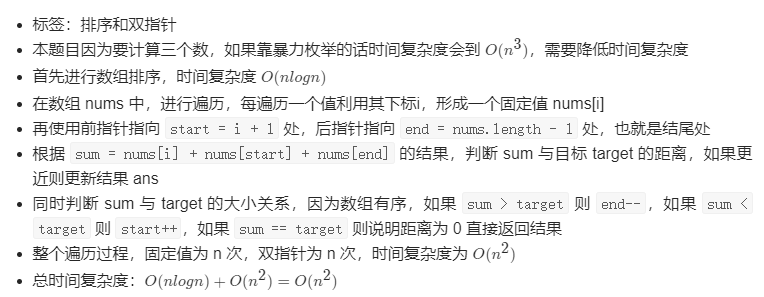 • 标签：排序和双指针
• 本题目因为要计算三个数，如果靠暴力枚举的话时间复杂度会到 O(n³)，需要降低时间复杂度
• 首先进行数组排序，时间复杂度 O(nlogn)
• 在数组 nums 中，进行遍历，每遍历一个值利用其下标i，形成一个固定值 nums[i]
• 再使用前指针指向 start = i + 1 处，后指针指向 end = nums.length - 1 处，也就是结尾处
• 根据 sum = nums[i] + nums[start] + nums[end] 的结果，判断 sum 与目标 target 的距离，如果更
近则更新结果 ans
• 同时判断 sum 与 target 的大小关系，因为数组有序，如果 sum > target 则 end--，如果 sum <
target 则 start++，如果 sum == target 则说明距离为 0 直接返回结果
• 整个遍历过程，固定值为 n 次，双指针为 n 次，时间复杂度为 O(n²)
• 总时间复杂度：O(nlogn) + O(n²) = O(n²)